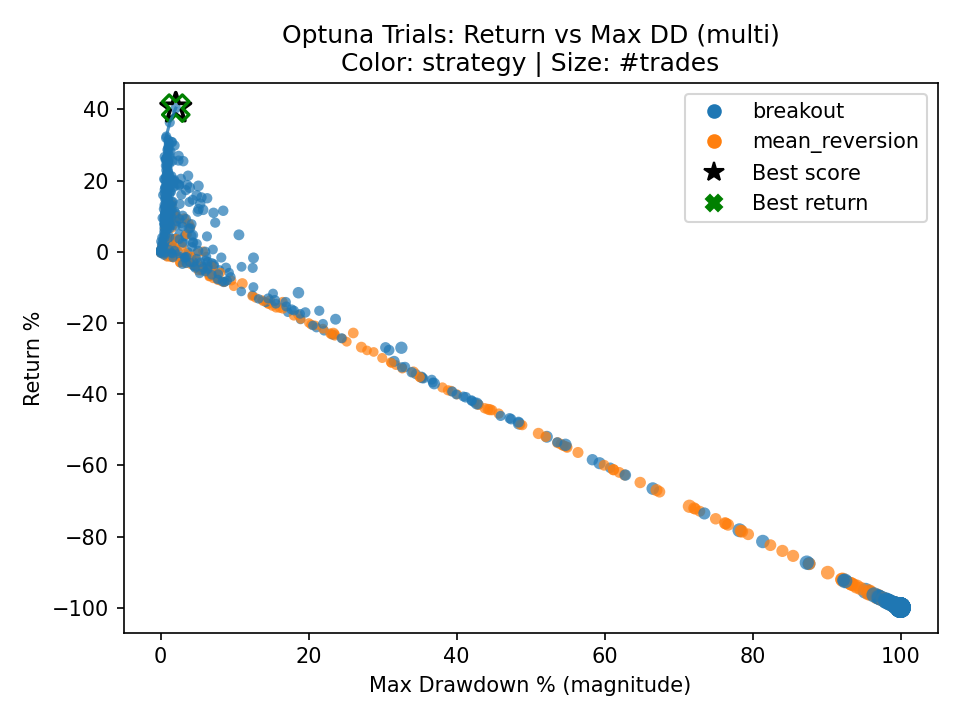 Optuna Trials: Return vs Max DD (multi)
Color: strategy | Size: #trades
breakout
mean_reversion
Best score
Best return
40
20
0
−20
−40
−60
−80
−100
Return %
0
20
40
60
80
100
Max Drawdown % (magnitude)